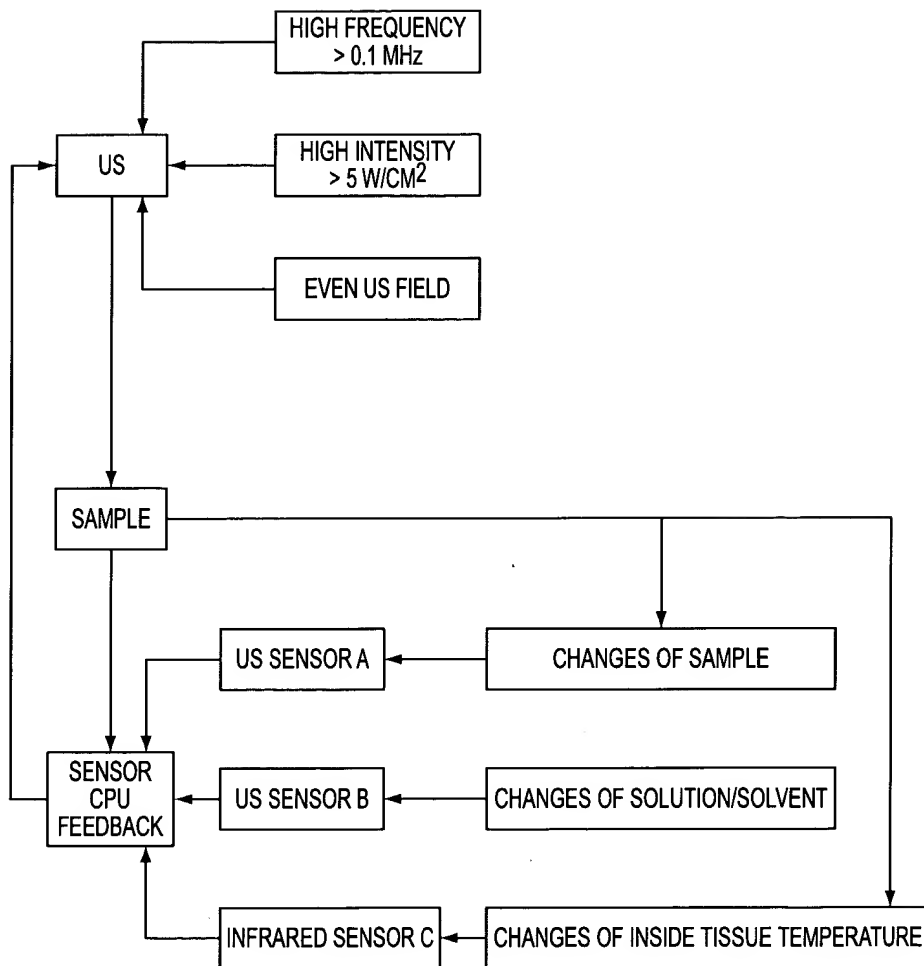 HIGH FREQUENCY
> 0.1 MHz
US
HIGH INTENSITY
> 5 W/CM²
EVEN US FIELD
SAMPLE
US SENSOR A
CHANGES OF SAMPLE
SENSOR
CPU
FEEDBACK
US SENSOR B
CHANGES OF SOLUTION/SOLVENT
INFRARED SENSOR C
CHANGES OF INSIDE TISSUE TEMPERATURE